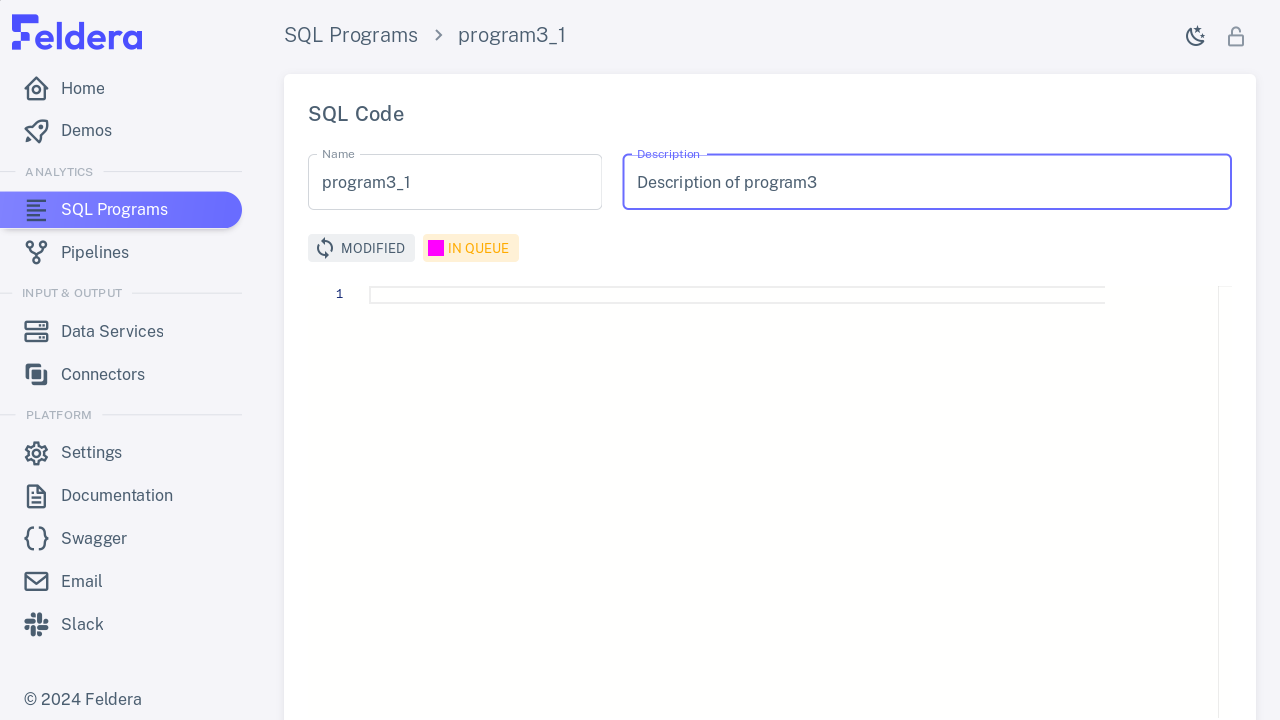 Feldera
Home
Demos
ANALYTICS
SQL Programs
Pipelines
INPUT & OUTPUT
Data Services
Connectors
PLATFORM
Settings
Documentation
Swagger
Email
Slack
© 2024 Feldera
SQL Programs > program3_1
SQL Code
Name
program3_1
Description
Description of program3
MODIFIED
IN QUEUE
1